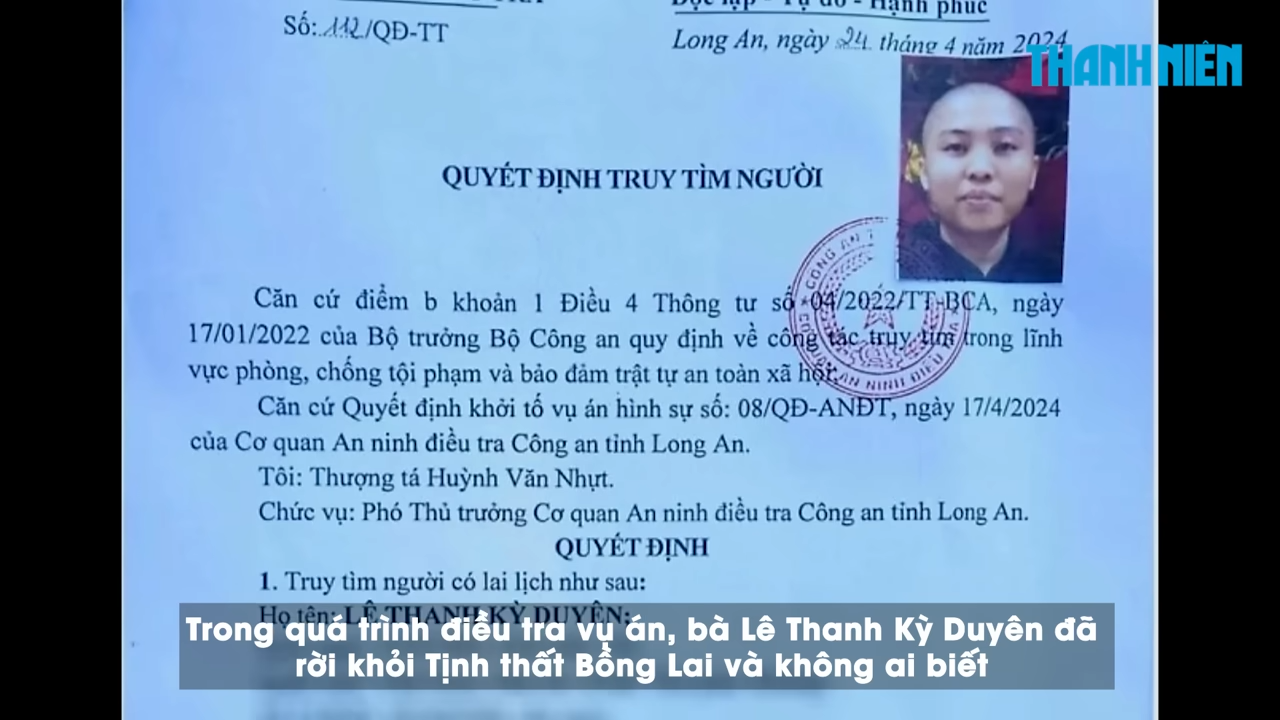 Độc lập - Tự do - Hạnh phúc
Số: 112/QĐ-TT
Long An, ngày 24 tháng 4 năm 2024
THANH NIÊN
QUYẾT ĐỊNH TRUY TÌM NGƯỜI
Căn cứ điểm b khoản 1 Điều 4 Thông tư số 04/2022/TT-BCA, ngày
17/01/2022 của Bộ trưởng Bộ Công an quy định về công tác truy tìm trong lĩnh
vực phòng, chống tội phạm và bảo đảm trật tự an toàn xã hội.
Căn cứ Quyết định khởi tố vụ án hình sự số: 08/QĐ-ANĐT, ngày 17/4/2024
của Cơ quan An ninh điều tra Công an tỉnh Long An.
Tôi: Thượng tá Huỳnh Văn Nhựt.
Chức vụ: Phó Thủ trưởng Cơ quan An ninh điều tra Công an tỉnh Long An.
QUYẾT ĐỊNH
1. Truy tìm người có lai lịch như sau:
Họ tên: LÊ THANH KỲ DUYÊN;
Trong quá trình điều tra vụ án, bà Lê Thanh Kỳ Duyên đã
rời khỏi Tịnh thất Bồng Lai và không ai biết